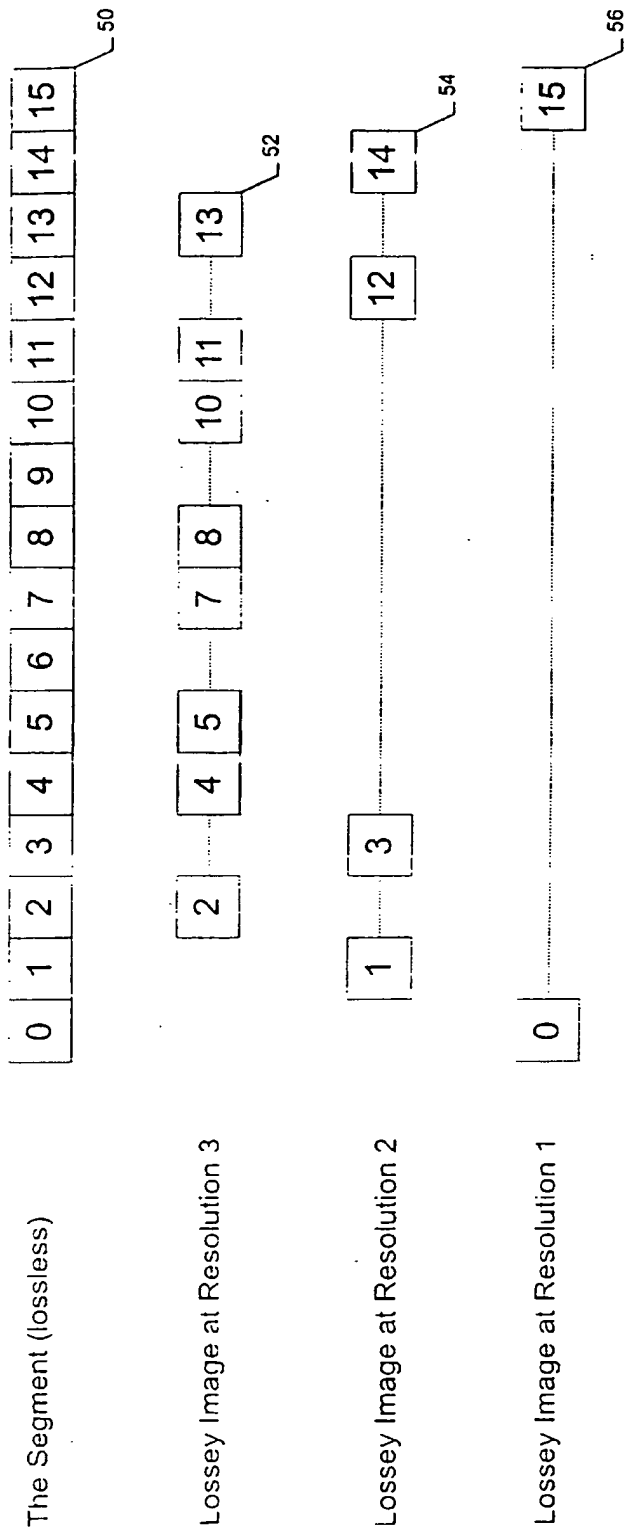 The Segment (lossless) 0 1 2 3 4 5 6 7 8 9 10 11 12 13 14 15
50
Lossey Image at Resolution 3 2 4 5 7 8 10 11 13
52
Lossey Image at Resolution 2 1 3 12 14
54
Lossey Image at Resolution 1 0 15
56